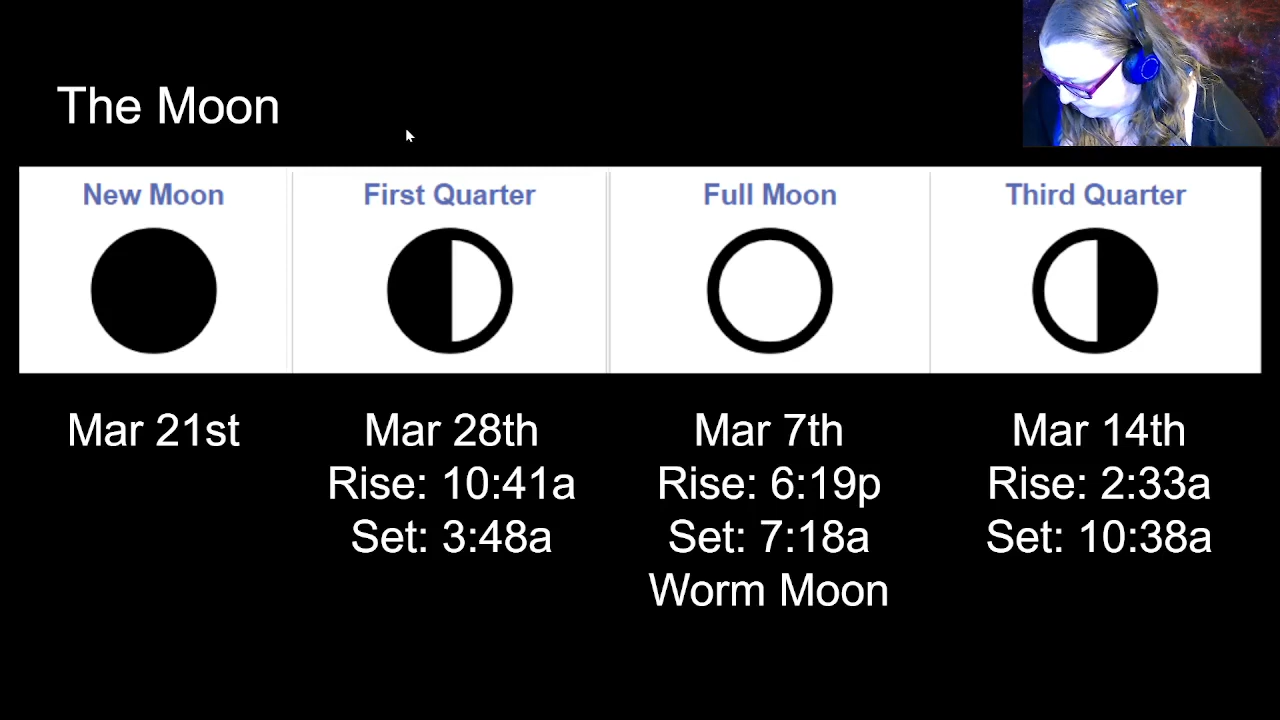 The Moon
New Moon
First Quarter
Full Moon
Third Quarter
Mar 21st
Mar 28th
Rise: 10:41a
Set: 3:48a
Mar 7th
Rise: 6:19p
Set: 7:18a
Worm Moon
Mar 14th
Rise: 2:33a
Set: 10:38a